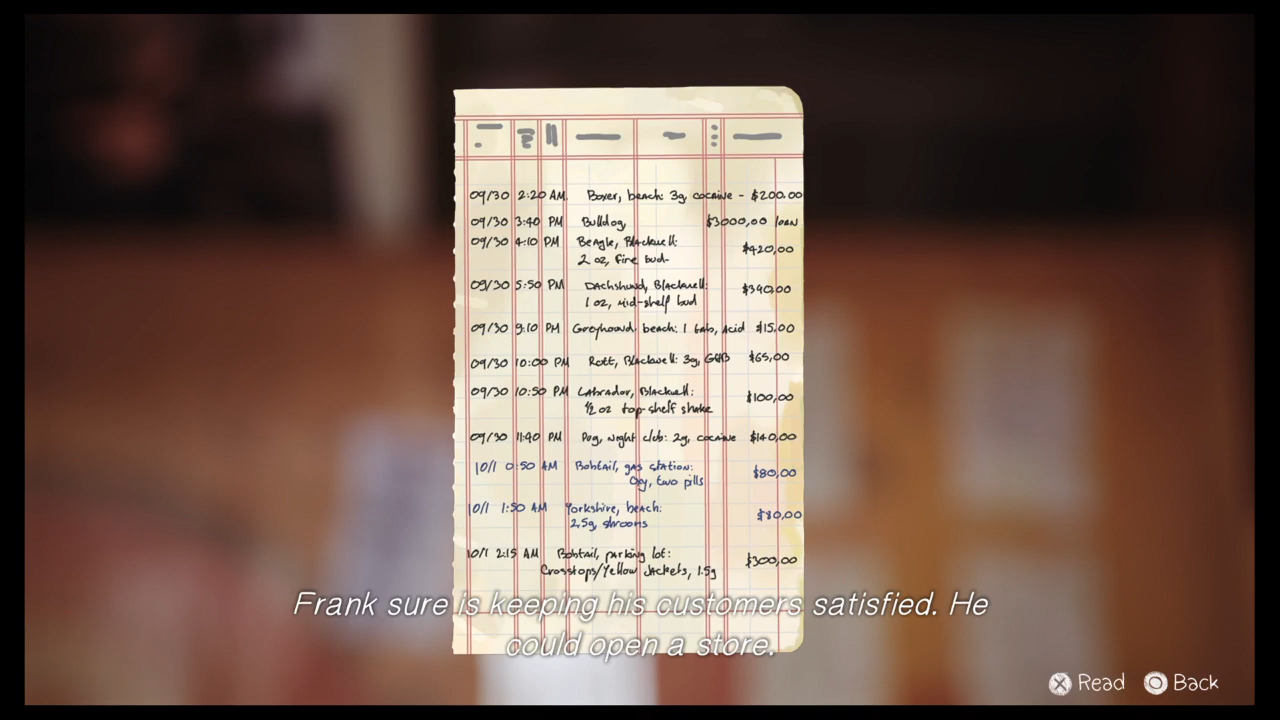 09/30 2:20 AM. Boxer, beach: 3g, cocaine - $200.00
09/30 3:40 PM Bulldog, $3000,00 loan
09/30 4:10 PM Beagle, Blackwell:
2 oz, fire bud- $420,00
09/30 5:50 PM Dachshund, Blackwell:
1 oz, mid-shelf bud $390,00
09/30 9:10 PM Greyhound, beach: 1 tab, acid $15,00
09/30 10:00 PM Rott, Blackwell: 3g, GHB $65,00
09/30 10:50 PM Labrador, Blackwell:
1/2 oz top-shelf shake $100,00
09/30 11:40 PM Pug, night club: 2g, cocaine $140,00
10/1 0:50 AM Bobtail, gas station:
Oxy, two pills $80,00
10/1 1:50 AM Yorkshire, beach:
2,5g, shrooms $80,00
10/1 2:15 AM Bobtail, parking lot:
Crosstops/Yellow Jackets, 1.5g $300,00
Frank sure is keeping his customers satisfied. He
could open a store.
Read Back